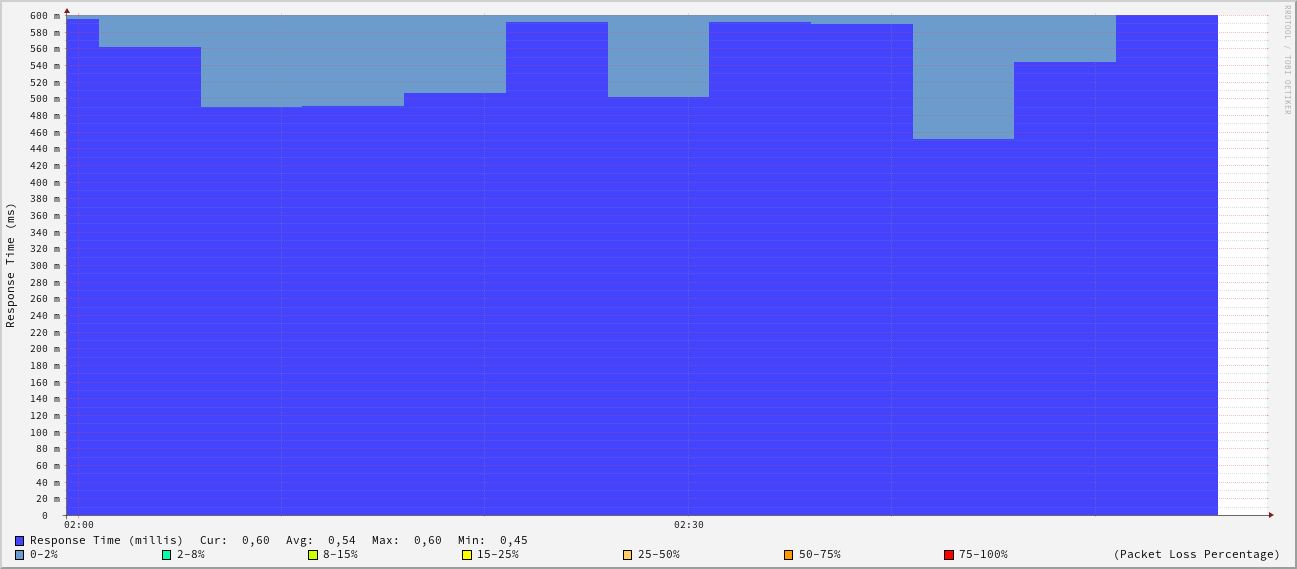 600 m
580 m
560 m
540 m
520 m
500 m
480 m
460 m
440 m
420 m
400 m
380 m
360 m
340 m
320 m
300 m
280 m
260 m
240 m
220 m
200 m
180 m
160 m
140 m
120 m
100 m
80 m
60 m
40 m
20 m
0
Response Time (ms)
RRDTOOL / TOBI OETIKER
02:00 02:30
Response Time (millis) Cur: 0,60 Avg: 0,54 Max: 0,60 Min: 0,45
0-2% 2-8% 8-15% 15-25% 25-50% 50-75% 75-100% (Packet Loss Percentage)